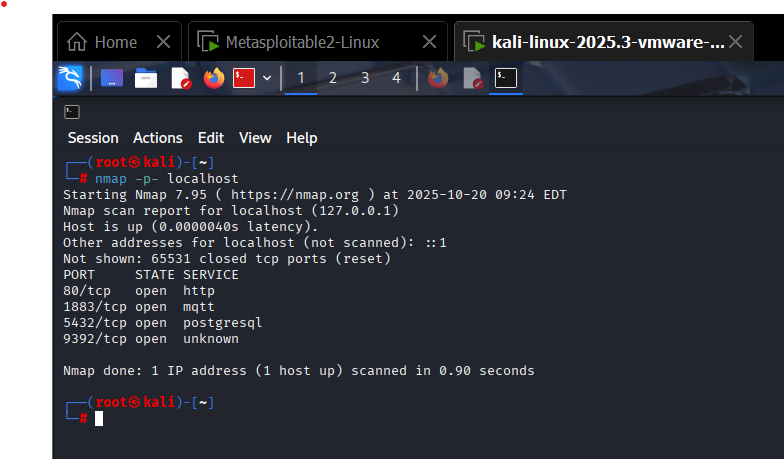 Home
Metasploitable2-Linux
kali-linux-2025.3-vmware-...
1 2 3 4
Session Actions Edit View Help
┌──(root㉿kali)-[~]
└─# nmap -p- localhost
Starting Nmap 7.95 ( https://nmap.org ) at 2025-10-20 09:24 EDT
Nmap scan report for localhost (127.0.0.1)
Host is up (0.0000040s latency).
Other addresses for localhost (not scanned): ::1
Not shown: 65531 closed tcp ports (reset)
PORT     STATE SERVICE
80/tcp   open  http
1883/tcp open  mqtt
5432/tcp open  postgresql
9392/tcp open  unknown
Nmap done: 1 IP address (1 host up) scanned in 0.90 seconds
┌──(root㉿kali)-[~]
└─#